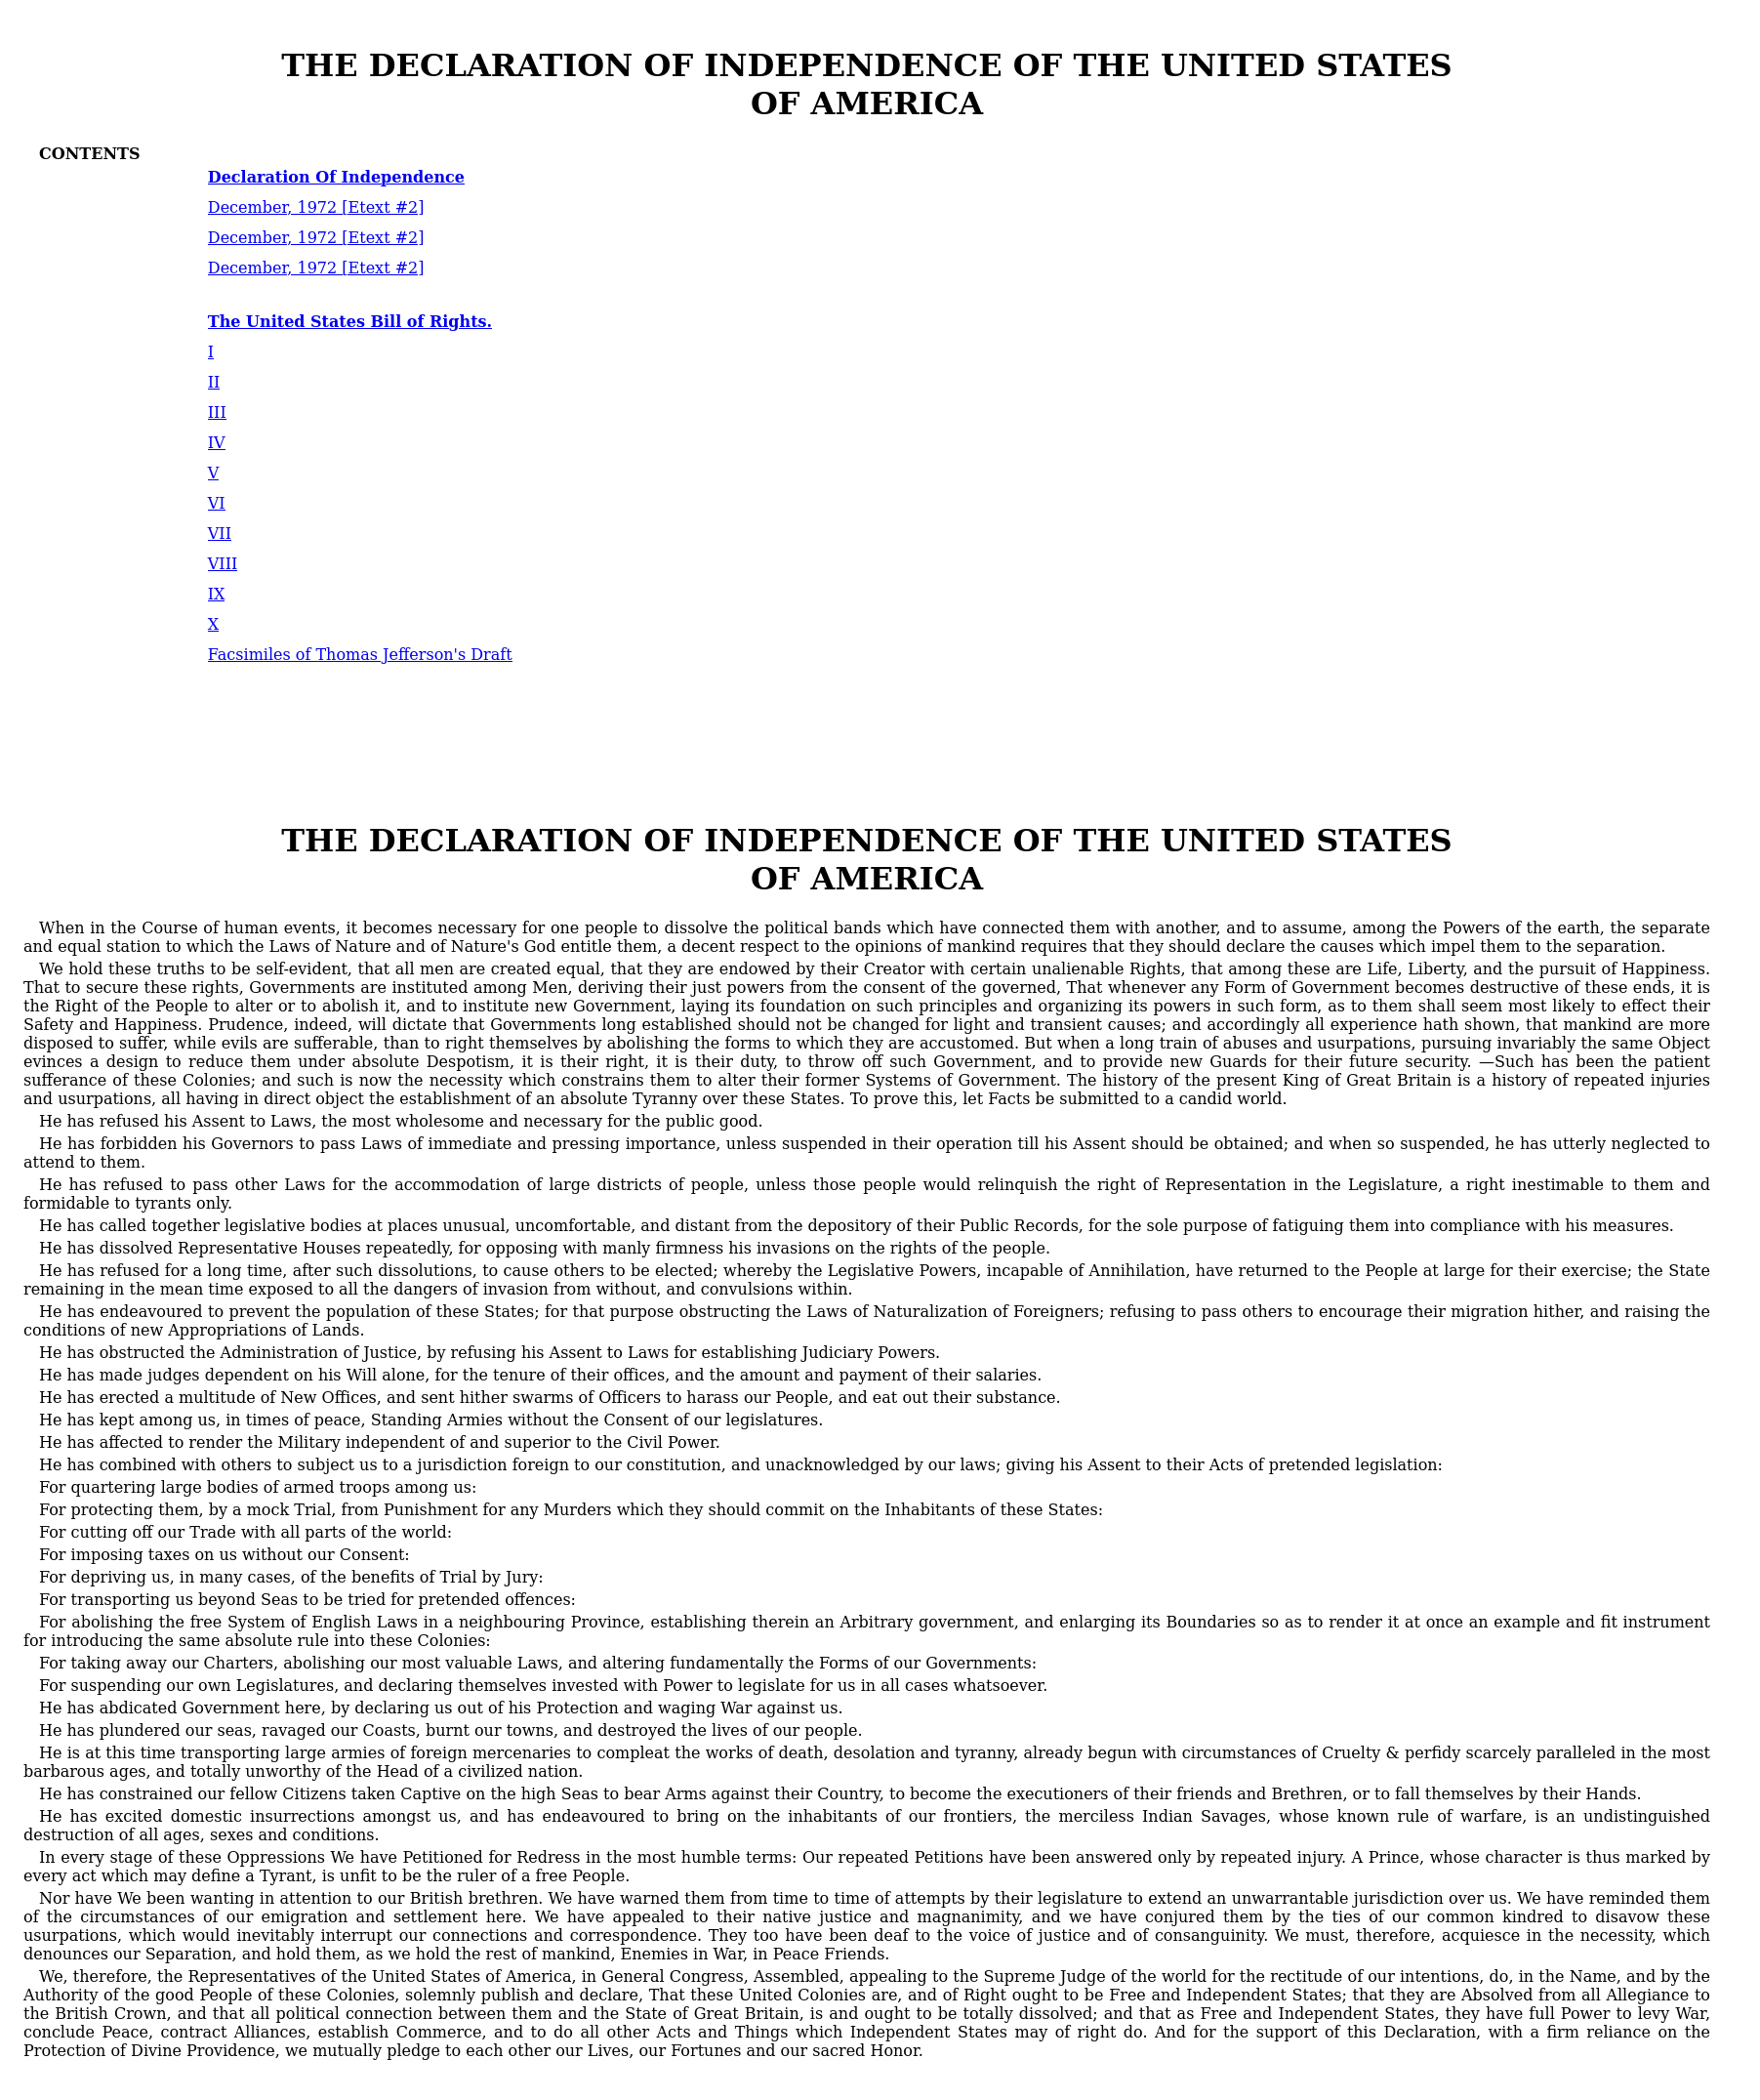 THE DECLARATION OF INDEPENDENCE OF THE UNITED STATES
OF AMERICA
CONTENTS
Declaration Of Independence
December, 1972 [Etext #2]
December, 1972 [Etext #2]
December, 1972 [Etext #2]
The United States Bill of Rights.
I
II
III
IV
V
VI
VII
VIII
IX
X
Facsimiles of Thomas Jefferson's Draft
THE DECLARATION OF INDEPENDENCE OF THE UNITED STATES
OF AMERICA
When in the Course of human events, it becomes necessary for one people to dissolve the political bands which have connected them with another, and to assume, among the Powers of the earth, the separate
and equal station to which the Laws of Nature and of Nature's God entitle them, a decent respect to the opinions of mankind requires that they should declare the causes which impel them to the separation.
We hold these truths to be self-evident, that all men are created equal, that they are endowed by their Creator with certain unalienable Rights, that among these are Life, Liberty, and the pursuit of Happiness.
That to secure these rights, Governments are instituted among Men, deriving their just powers from the consent of the governed, That whenever any Form of Government becomes destructive of these ends, it is
the Right of the People to alter or to abolish it, and to institute new Government, laying its foundation on such principles and organizing its powers in such form, as to them shall seem most likely to effect their
Safety and Happiness. Prudence, indeed, will dictate that Governments long established should not be changed for light and transient causes; and accordingly all experience hath shown, that mankind are more
disposed to suffer, while evils are sufferable, than to right themselves by abolishing the forms to which they are accustomed. But when a long train of abuses and usurpations, pursuing invariably the same Object
evinces a design to reduce them under absolute Despotism, it is their right, it is their duty, to throw off such Government, and to provide new Guards for their future security. —Such has been the patient
sufferance of these Colonies; and such is now the necessity which constrains them to alter their former Systems of Government. The history of the present King of Great Britain is a history of repeated injuries
and usurpations, all having in direct object the establishment of an absolute Tyranny over these States. To prove this, let Facts be submitted to a candid world.
He has refused his Assent to Laws, the most wholesome and necessary for the public good.
He has forbidden his Governors to pass Laws of immediate and pressing importance, unless suspended in their operation till his Assent should be obtained; and when so suspended, he has utterly neglected to
attend to them.
He has refused to pass other Laws for the accommodation of large districts of people, unless those people would relinquish the right of Representation in the Legislature, a right inestimable to them and
formidable to tyrants only.
He has called together legislative bodies at places unusual, uncomfortable, and distant from the depository of their Public Records, for the sole purpose of fatiguing them into compliance with his measures.
He has dissolved Representative Houses repeatedly, for opposing with manly firmness his invasions on the rights of the people.
He has refused for a long time, after such dissolutions, to cause others to be elected; whereby the Legislative Powers, incapable of Annihilation, have returned to the People at large for their exercise; the State
remaining in the mean time exposed to all the dangers of invasion from without, and convulsions within.
He has endeavoured to prevent the population of these States; for that purpose obstructing the Laws of Naturalization of Foreigners; refusing to pass others to encourage their migration hither, and raising the
conditions of new Appropriations of Lands.
He has obstructed the Administration of Justice, by refusing his Assent to Laws for establishing Judiciary Powers.
He has made judges dependent on his Will alone, for the tenure of their offices, and the amount and payment of their salaries.
He has erected a multitude of New Offices, and sent hither swarms of Officers to harass our People, and eat out their substance.
He has kept among us, in times of peace, Standing Armies without the Consent of our legislatures.
He has affected to render the Military independent of and superior to the Civil Power.
He has combined with others to subject us to a jurisdiction foreign to our constitution, and unacknowledged by our laws; giving his Assent to their Acts of pretended legislation:
For quartering large bodies of armed troops among us:
For protecting them, by a mock Trial, from Punishment for any Murders which they should commit on the Inhabitants of these States:
For cutting off our Trade with all parts of the world:
For imposing taxes on us without our Consent:
For depriving us, in many cases, of the benefits of Trial by Jury:
For transporting us beyond Seas to be tried for pretended offences:
For abolishing the free System of English Laws in a neighbouring Province, establishing therein an Arbitrary government, and enlarging its Boundaries so as to render it at once an example and fit instrument
for introducing the same absolute rule into these Colonies:
For taking away our Charters, abolishing our most valuable Laws, and altering fundamentally the Forms of our Governments:
For suspending our own Legislatures, and declaring themselves invested with Power to legislate for us in all cases whatsoever.
He has abdicated Government here, by declaring us out of his Protection and waging War against us.
He has plundered our seas, ravaged our Coasts, burnt our towns, and destroyed the lives of our people.
He is at this time transporting large armies of foreign mercenaries to compleat the works of death, desolation and tyranny, already begun with circumstances of Cruelty & perfidy scarcely paralleled in the most
barbarous ages, and totally unworthy of the Head of a civilized nation.
He has constrained our fellow Citizens taken Captive on the high Seas to bear Arms against their Country, to become the executioners of their friends and Brethren, or to fall themselves by their Hands.
He has excited domestic insurrections amongst us, and has endeavoured to bring on the inhabitants of our frontiers, the merciless Indian Savages, whose known rule of warfare, is an undistinguished
destruction of all ages, sexes and conditions.
In every stage of these Oppressions We have Petitioned for Redress in the most humble terms: Our repeated Petitions have been answered only by repeated injury. A Prince, whose character is thus marked by
every act which may define a Tyrant, is unfit to be the ruler of a free People.
Nor have We been wanting in attention to our British brethren. We have warned them from time to time of attempts by their legislature to extend an unwarrantable jurisdiction over us. We have reminded them
of the circumstances of our emigration and settlement here. We have appealed to their native justice and magnanimity, and we have conjured them by the ties of our common kindred to disavow these
usurpations, which would inevitably interrupt our connections and correspondence. They too have been deaf to the voice of justice and of consanguinity. We must, therefore, acquiesce in the necessity, which
denounces our Separation, and hold them, as we hold the rest of mankind, Enemies in War, in Peace Friends.
We, therefore, the Representatives of the United States of America, in General Congress, Assembled, appealing to the Supreme Judge of the world for the rectitude of our intentions, do, in the Name, and by the
Authority of the good People of these Colonies, solemnly publish and declare, That these United Colonies are, and of Right ought to be Free and Independent States; that they are Absolved from all Allegiance to
the British Crown, and that all political connection between them and the State of Great Britain, is and ought to be totally dissolved; and that as Free and Independent States, they have full Power to levy War,
conclude Peace, contract Alliances, establish Commerce, and to do all other Acts and Things which Independent States may of right do. And for the support of this Declaration, with a firm reliance on the
Protection of Divine Providence, we mutually pledge to each other our Lives, our Fortunes and our sacred Honor.